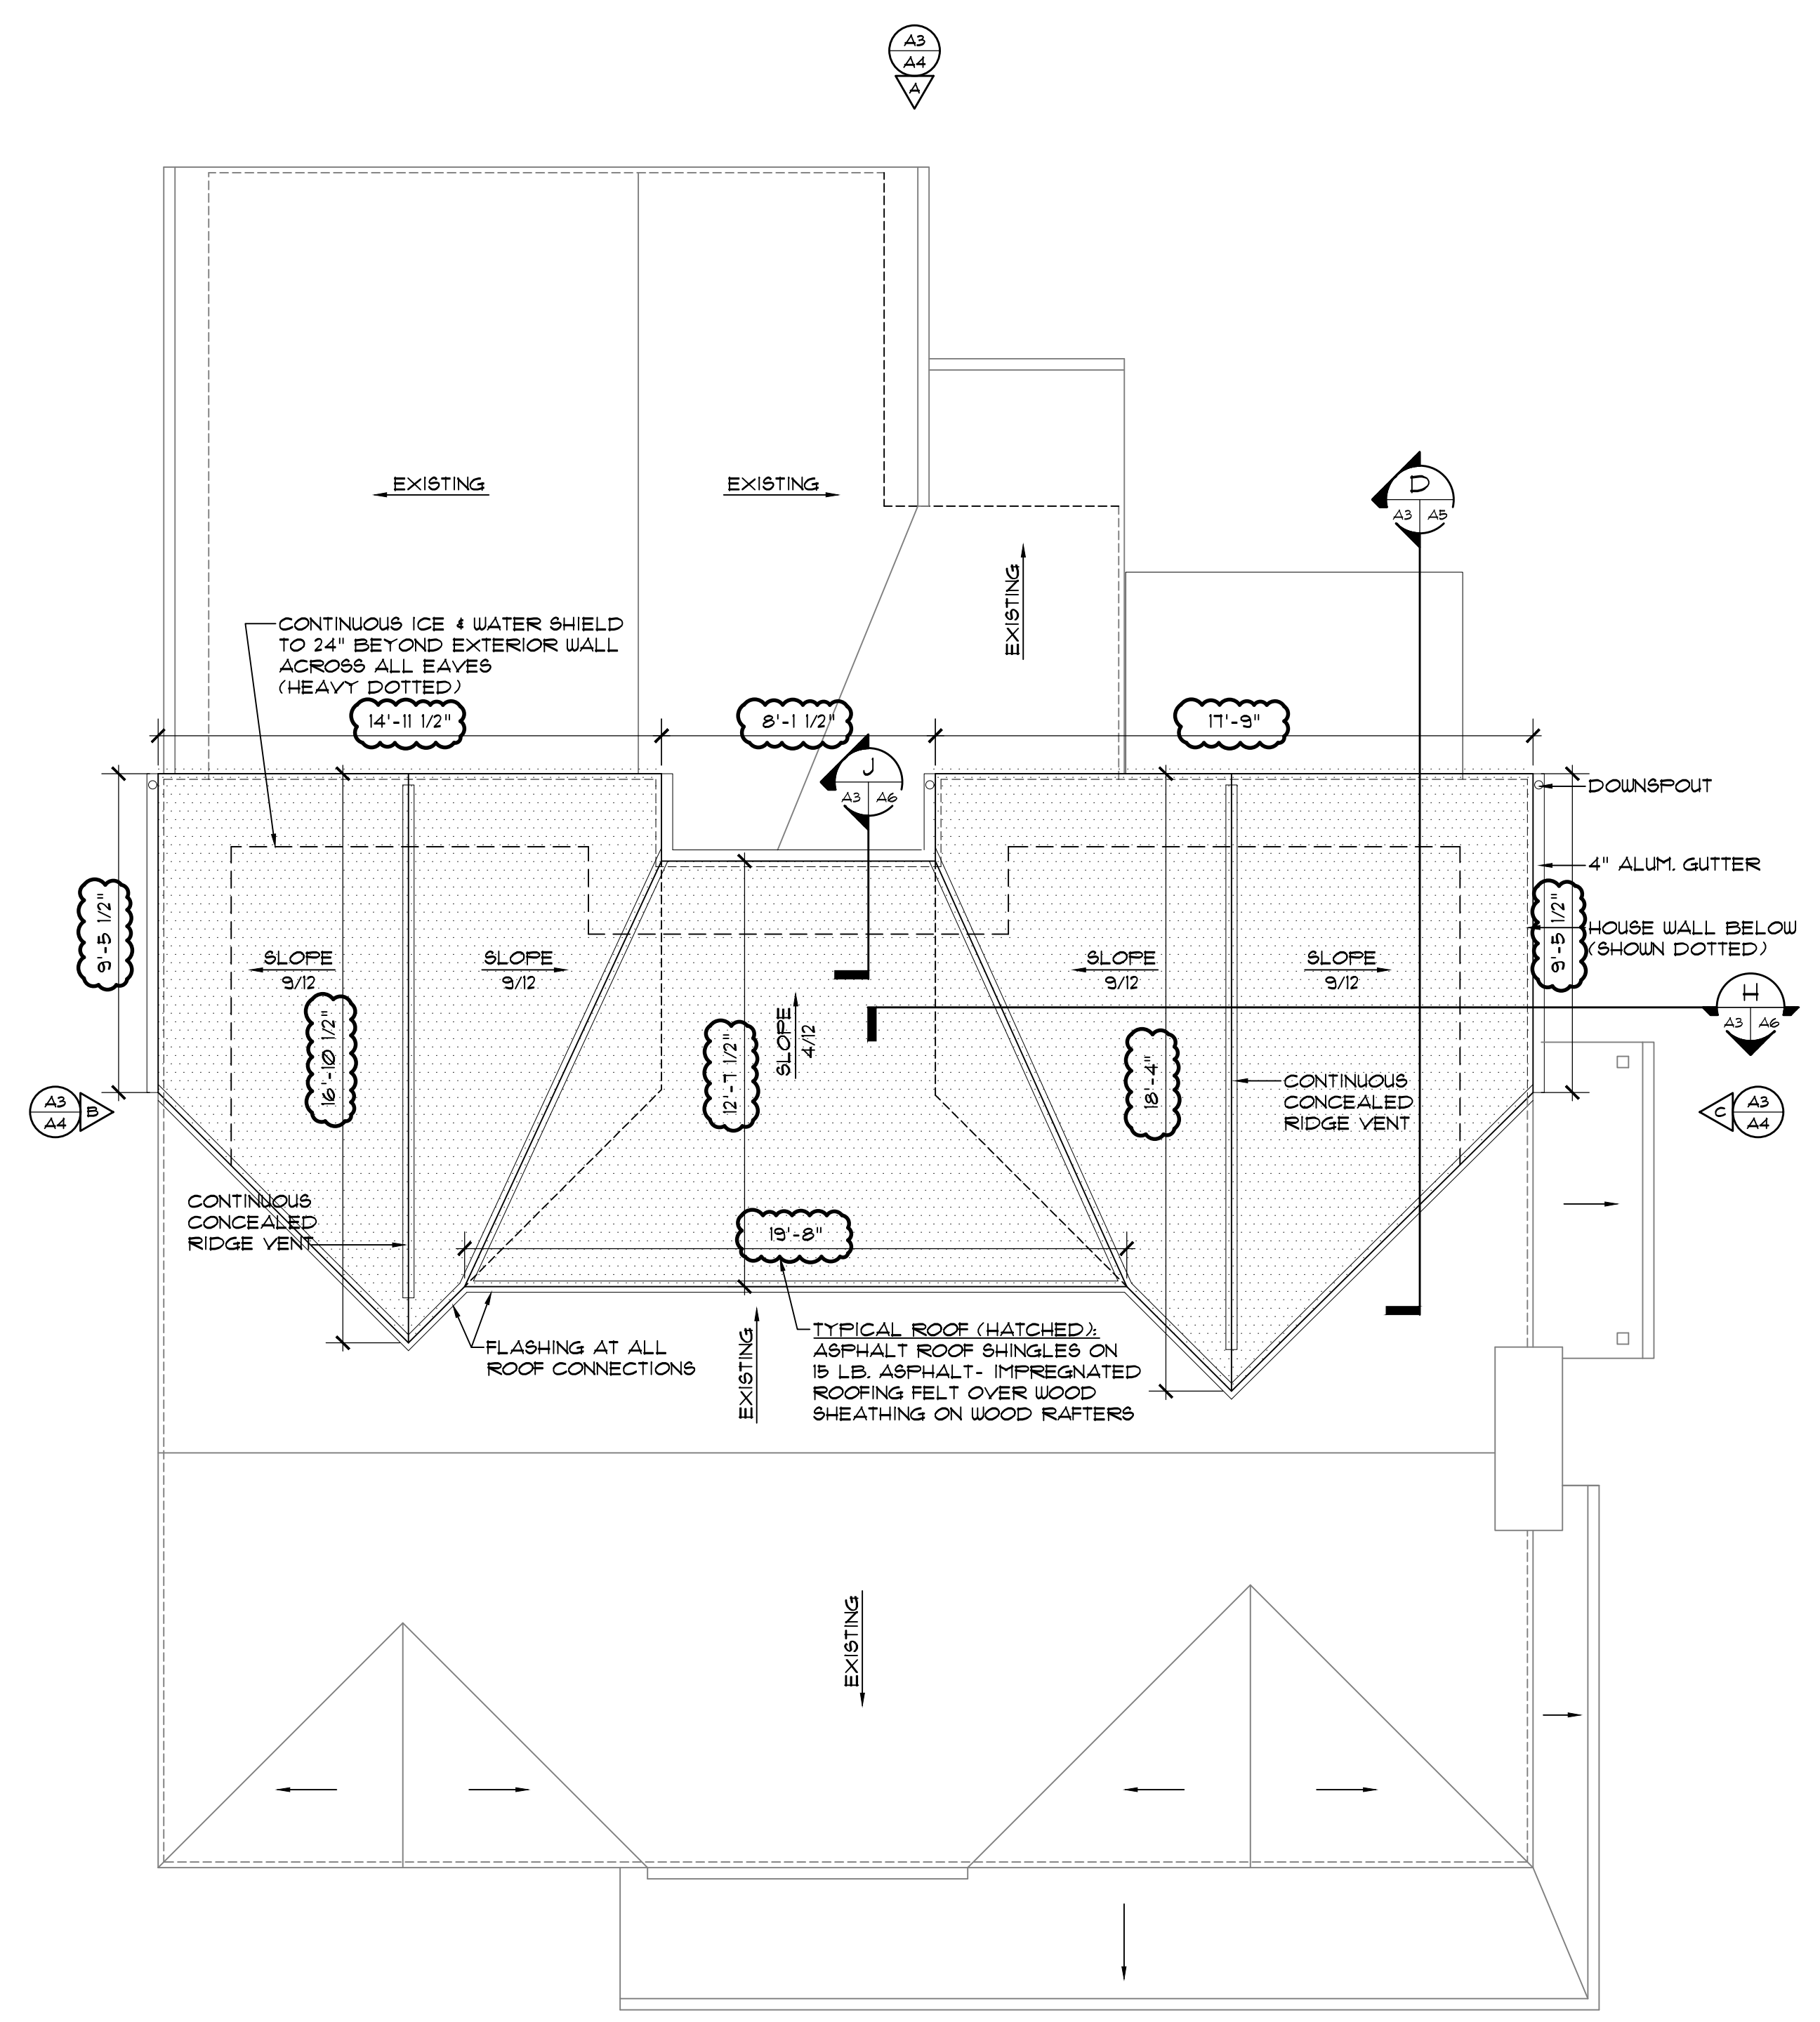 A3
A4
A
EXISTING
EXISTING
D
A3 A5
EXISTING
CONTINUOUS ICE & WATER SHIELD
TO 24" BEYOND EXTERIOR WALL
ACROSS ALL EAVES
(HEAVY DOTTED)
14'-11 1/2"
8'-1 1/2"
17'-9"
J
A3 A6
DOWNSPOUT
4" ALUM. GUTTER
HOUSE WALL BELOW
(SHOWN DOTTED)
9'-5 1/2"
9'-5 1/2"
SLOPE
9/12
SLOPE
9/12
SLOPE
9/12
SLOPE
9/12
H
A3 A6
16'-10 1/2"
12'-7 1/2"
SLOPE
4/12
18'-4"
CONTINUOUS
CONCEALED
RIDGE VENT
A3
A4
B
C
A3
A4
CONTINUOUS
CONCEALED
RIDGE VENT
19'-8"
FLASHING AT ALL
ROOF CONNECTIONS
EXISTING
TYPICAL ROOF (HATCHED):
ASPHALT ROOF SHINGLES ON
15 LB. ASPHALT- IMPREGNATED
ROOFING FELT OVER WOOD
SHEATHING ON WOOD RAFTERS
EXISTING